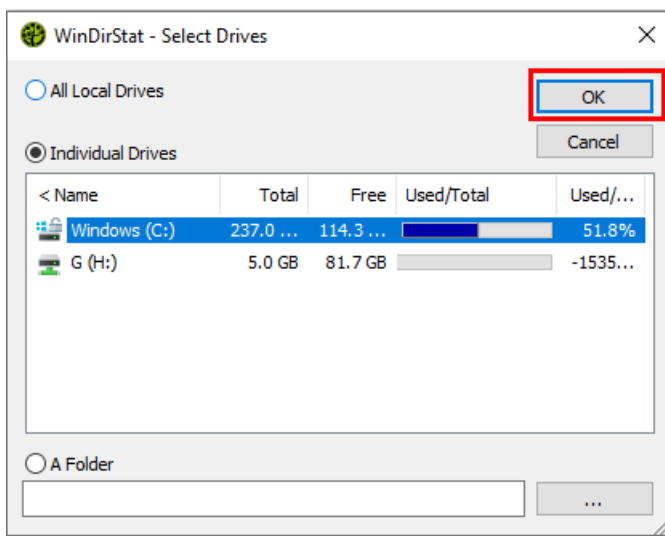 WinDirStat - Select Drives
All Local Drives
OK
Individual Drives
Cancel
< Name Total Free Used/Total Used/...
Windows (C:) 237.0 ... 114.3 ... 51.8%
G (H:) 5.0 GB 81.7 GB -1535...
A Folder
...